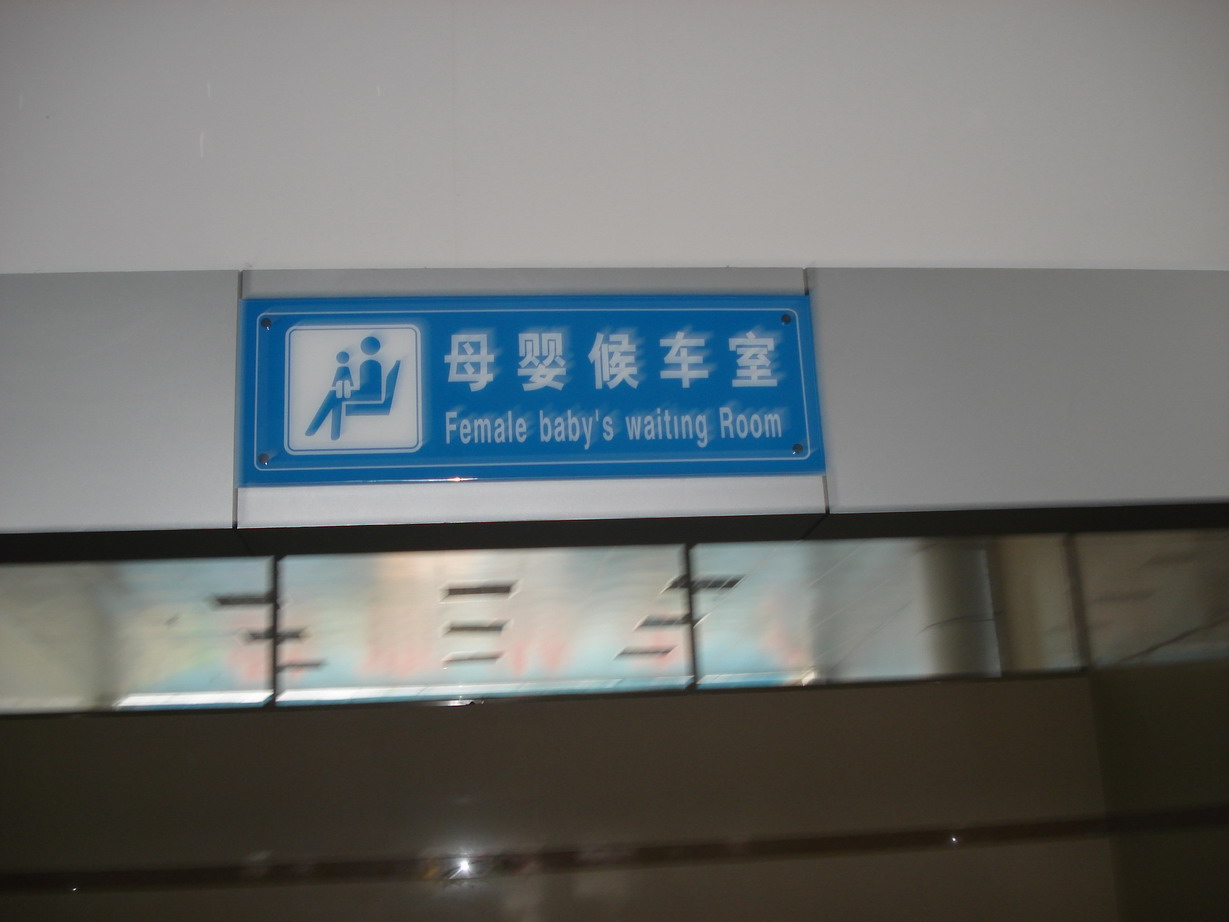 母婴候车室
Female baby's waiting Room